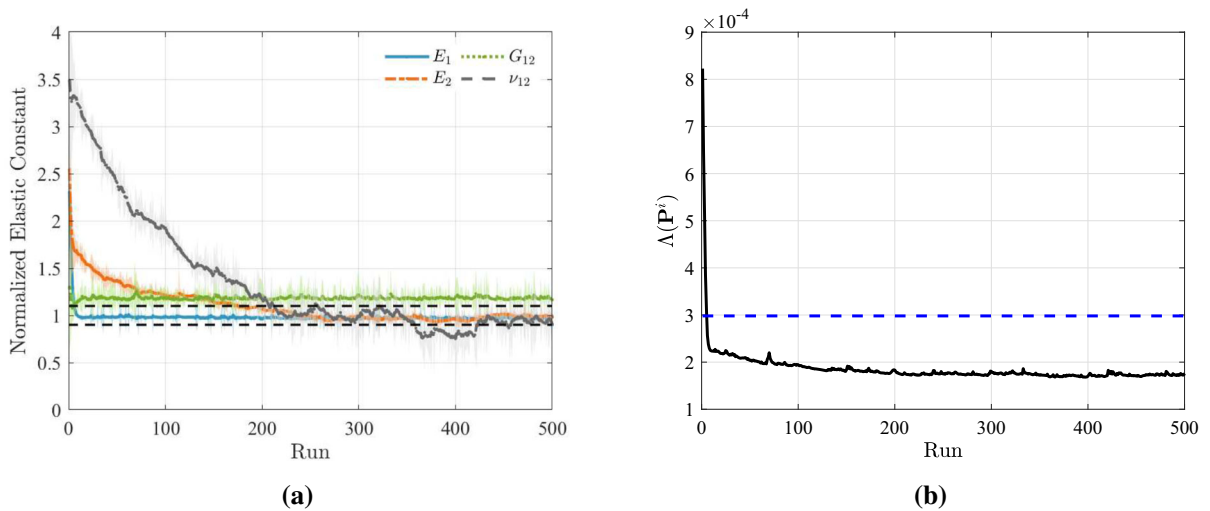 4
3.5
3
2.5
2
1.5
1
0.5
0
0 100 200 300 400 500
Normalized Elastic Constant
Run
E₁ G₁₂
E₂ ν₁₂
(a)
×10⁻⁴
9
8
7
6
5
4
3
2
1
0 100 200 300 400 500
Λ(Pⁱ)
Run
(b)